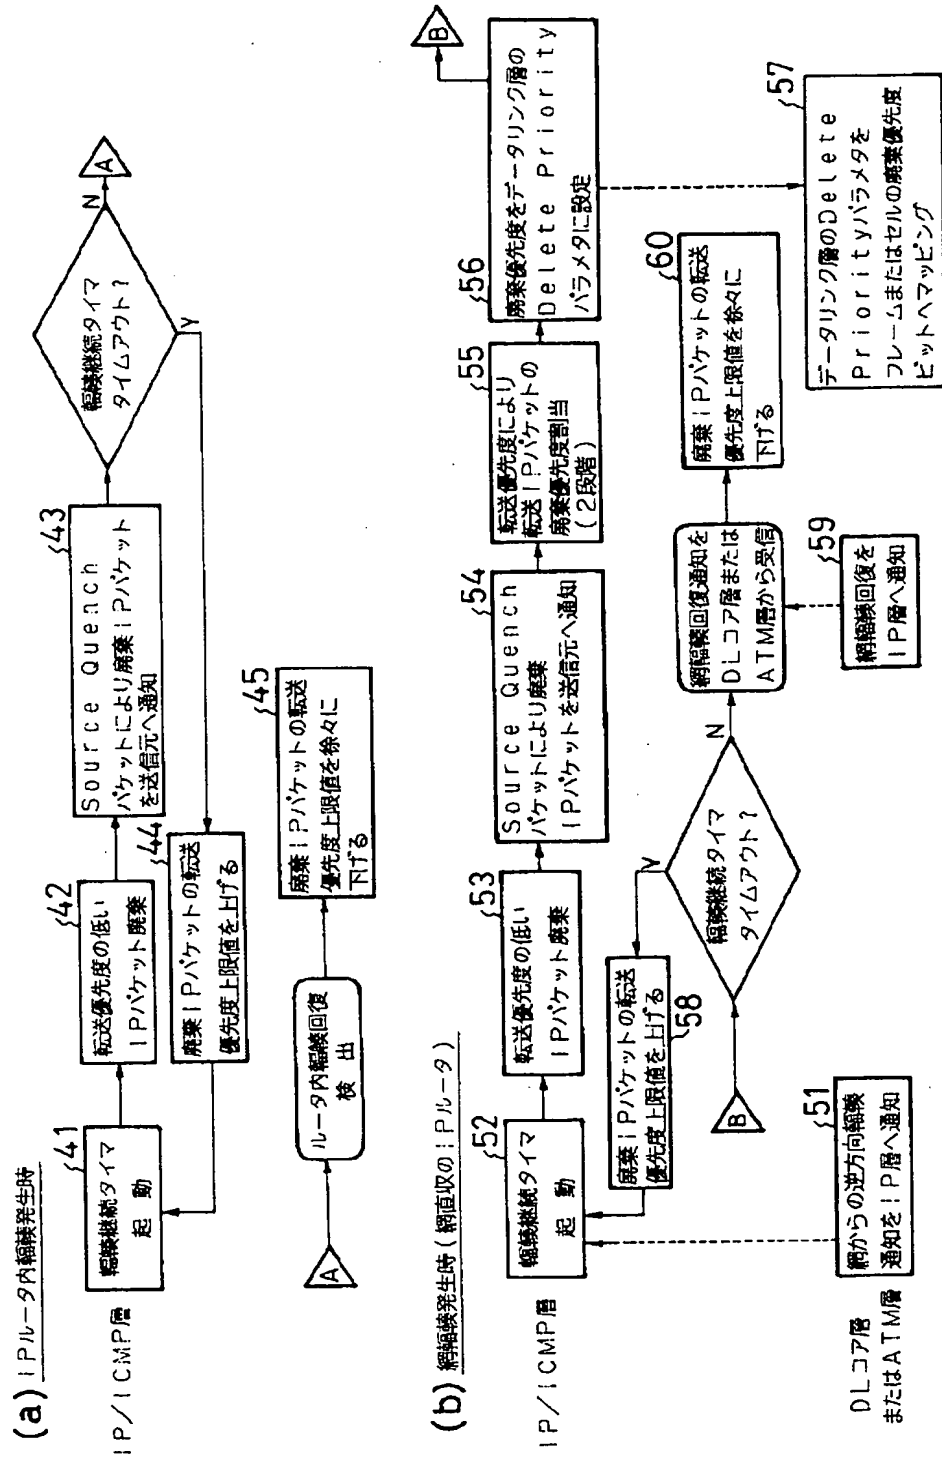 (a) IPルータ内輻輳発生時
IP/ICMP層
41
輻輳継続タイマ
起 動
42
転送優先度の低い
IPパケット廃棄
43
Source Quench
パケットにより廃棄IPパケット
を送信元へ通知
輻輳継続タイマ
タイムアウト?
N
A
Y
44
廃棄IPパケットの転送
優先度上限値を上げる
A
ルータ内輻輳回復
検 出
45
廃棄IPパケットの転送
優先度上限値を徐々に
下げる
(b) 網輻輳発生時(網直収のIPルータ)
IP/ICMP層
52
輻輳継続タイマ
起 動
53
転送優先度の低い
IPパケット廃棄
54
Source Quench
パケットにより廃棄
IPパケットを送信元へ通知
55
転送優先度により
転送IPパケットの
廃棄優先度割当
(2段階)
56
廃棄優先度をデータリンク層の
Delete Priority
パラメタに設定
B
廃棄IPパケットの転送
優先度上限値を上げる
58
B
輻輳継続タイマ
タイムアウト?
Y
N
網輻輳回復通知を
DLコア層または
ATM層から受信
60
廃棄IPパケットの転送
優先度上限値を徐々に
下げる
DLコア層
またはATM層
51
網からの逆方向輻輳
通知をIP層へ通知
59
網輻輳回復を
IP層へ通知
57
データリンク層のDelete
Priorityパラメタを
フレームまたはセルの廃棄優先度
ビットへマッピング